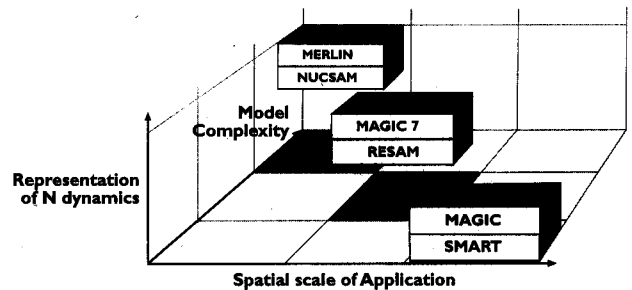 MERLIN
NUCSAM
Model
Complexity
MAGIC 7
RESAM
Representation
of N dynamics
MAGIC
SMART
Spatial scale of Application